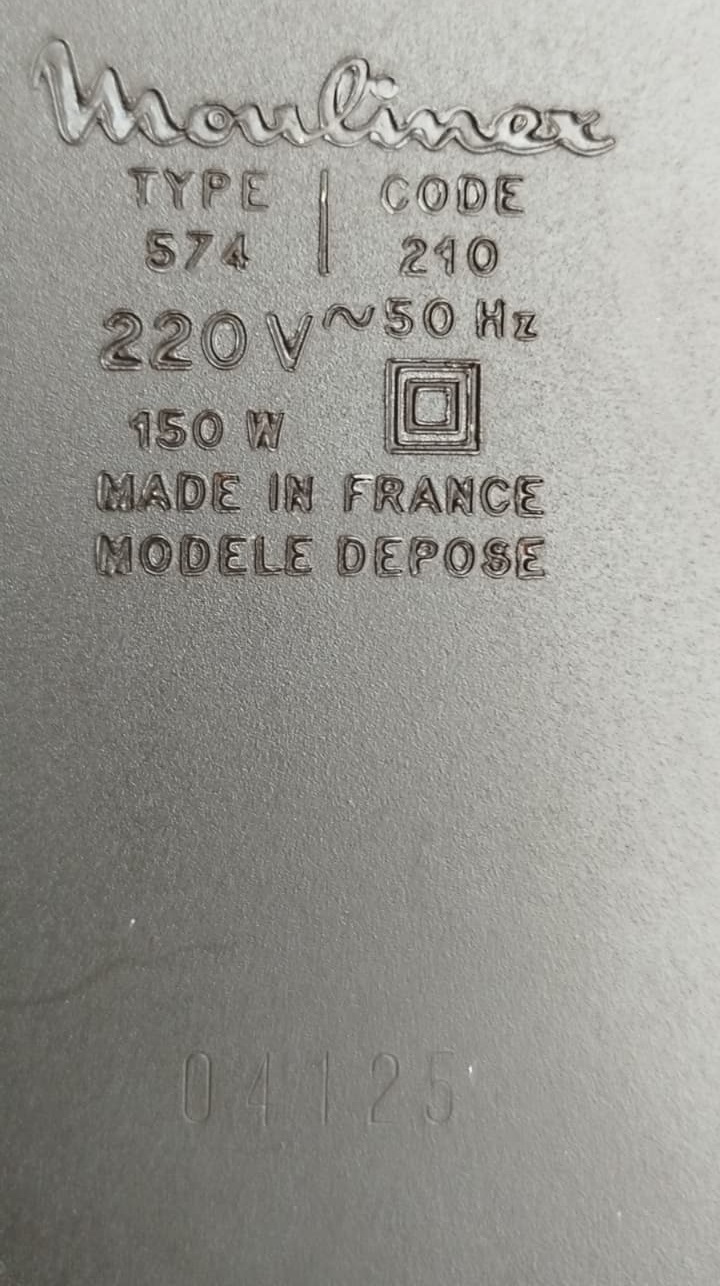 Moulinex
TYPE | CODE
574 | 210
220 V ~ 50 Hz
150 W
MADE IN FRANCE
MODELE DEPOSE
04125